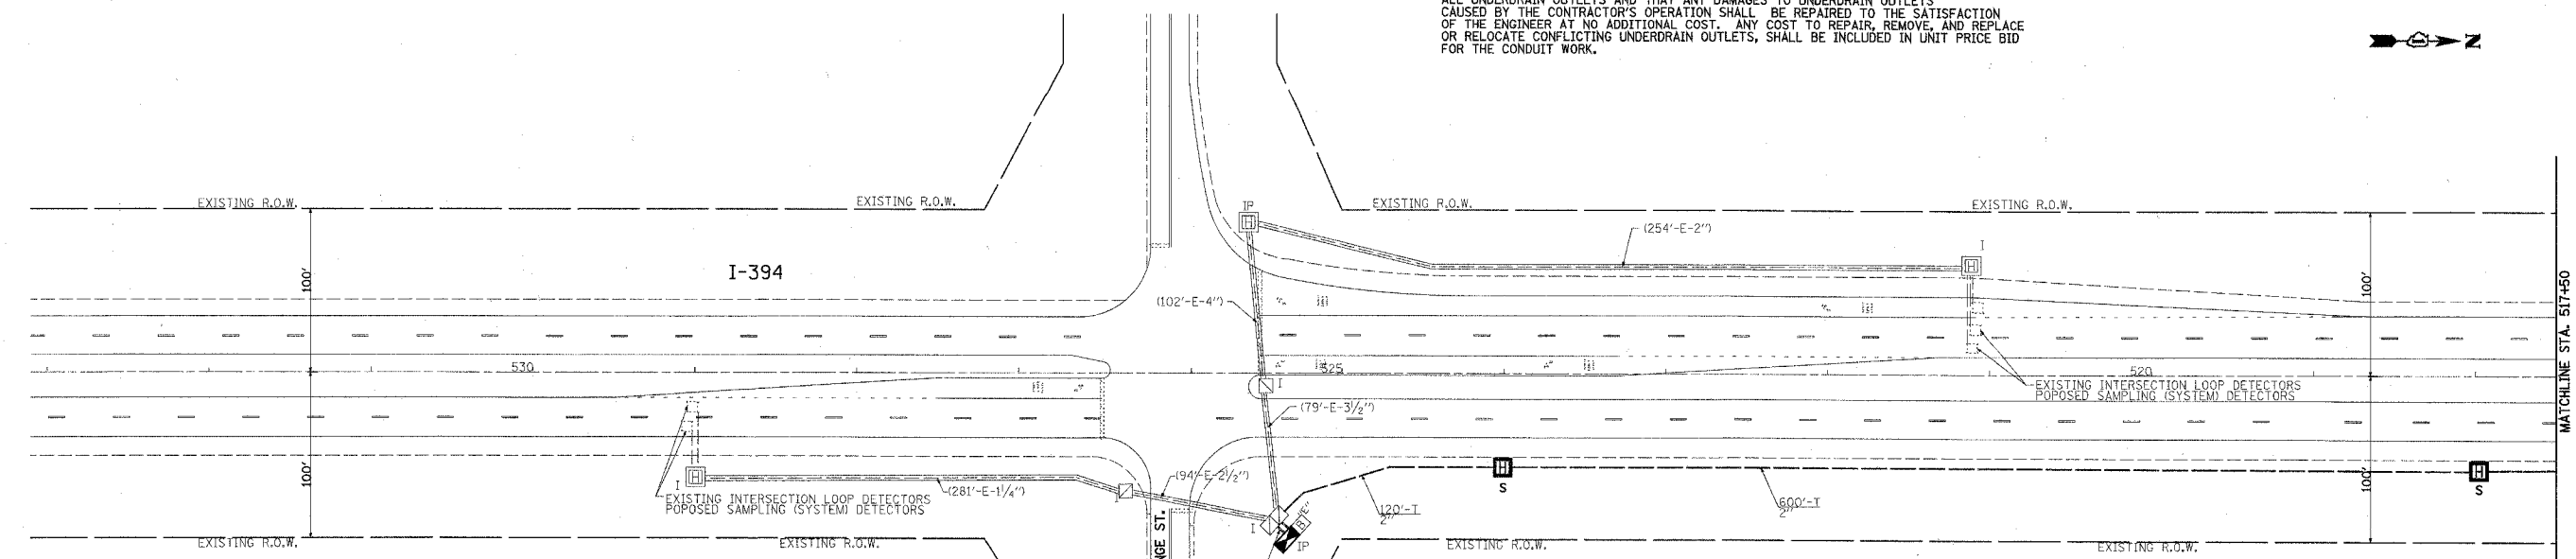 ALL UNDERDRAIN OUTLETS AND THAT ANY DAMAGES TO UNDERDRAIN OUTLETS
CAUSED BY THE CONTRACTOR'S OPERATION SHALL BE REPAIRED TO THE SATISFACTION
OF THE ENGINEER AT NO ADDITIONAL COST. ANY COST TO REPAIR, REMOVE, AND REPLACE
OR RELOCATE CONFLICTING UNDERDRAIN OUTLETS, SHALL BE INCLUDED IN UNIT PRICE BID
FOR THE CONDUIT WORK.
N
EXISTING R.O.W.
EXISTING R.O.W.
EXISTING R.O.W.
EXISTING R.O.W.
IP
H
(254'-E-2")
I
H
I-394
100'
100'
(102'-E-4")
MATCHLINE STA. 517+50
530
525
520
I
EXISTING INTERSECTION LOOP DETECTORS
POPOSED SAMPLING (SYSTEM) DETECTORS
(79'-E-3½")
H
I
(281'-E-1¼")
I
(94'-E-2½")
EXISTING INTERSECTION LOOP DETECTORS
POPOSED SAMPLING (SYSTEM) DETECTORS
100'
100'
H
S
H
S
120'-T
2"
600'-T
2"
I
B
"E"
IP
NGE ST.
EXISTING R.O.W.
EXISTING R.O.W.
EXISTING R.O.W.
EXISTING R.O.W.